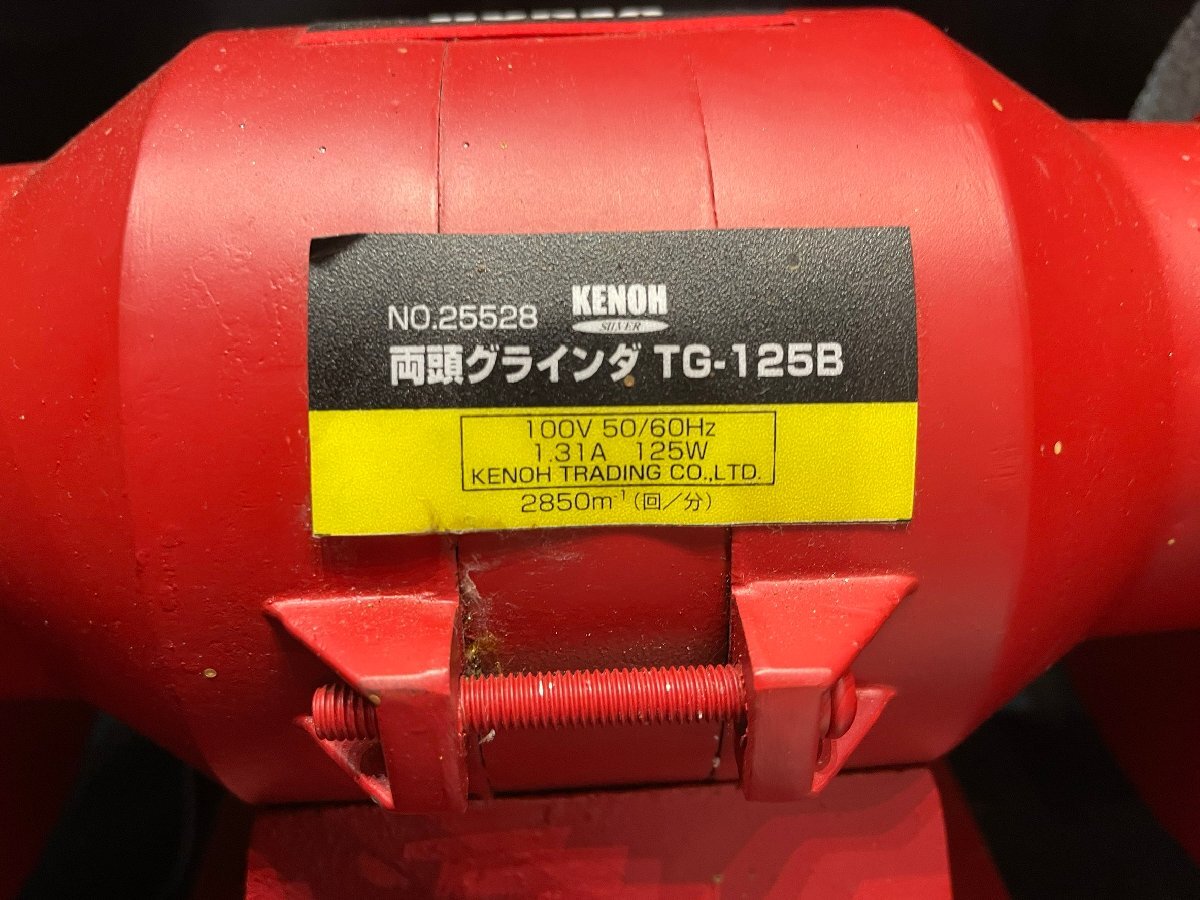 KENOH
SILVER
NO.25528
両頭グラインダ TG-125B
100V 50/60Hz
1.31A 125W
KENOH TRADING CO.,LTD.
2850m⁻¹(回/分)